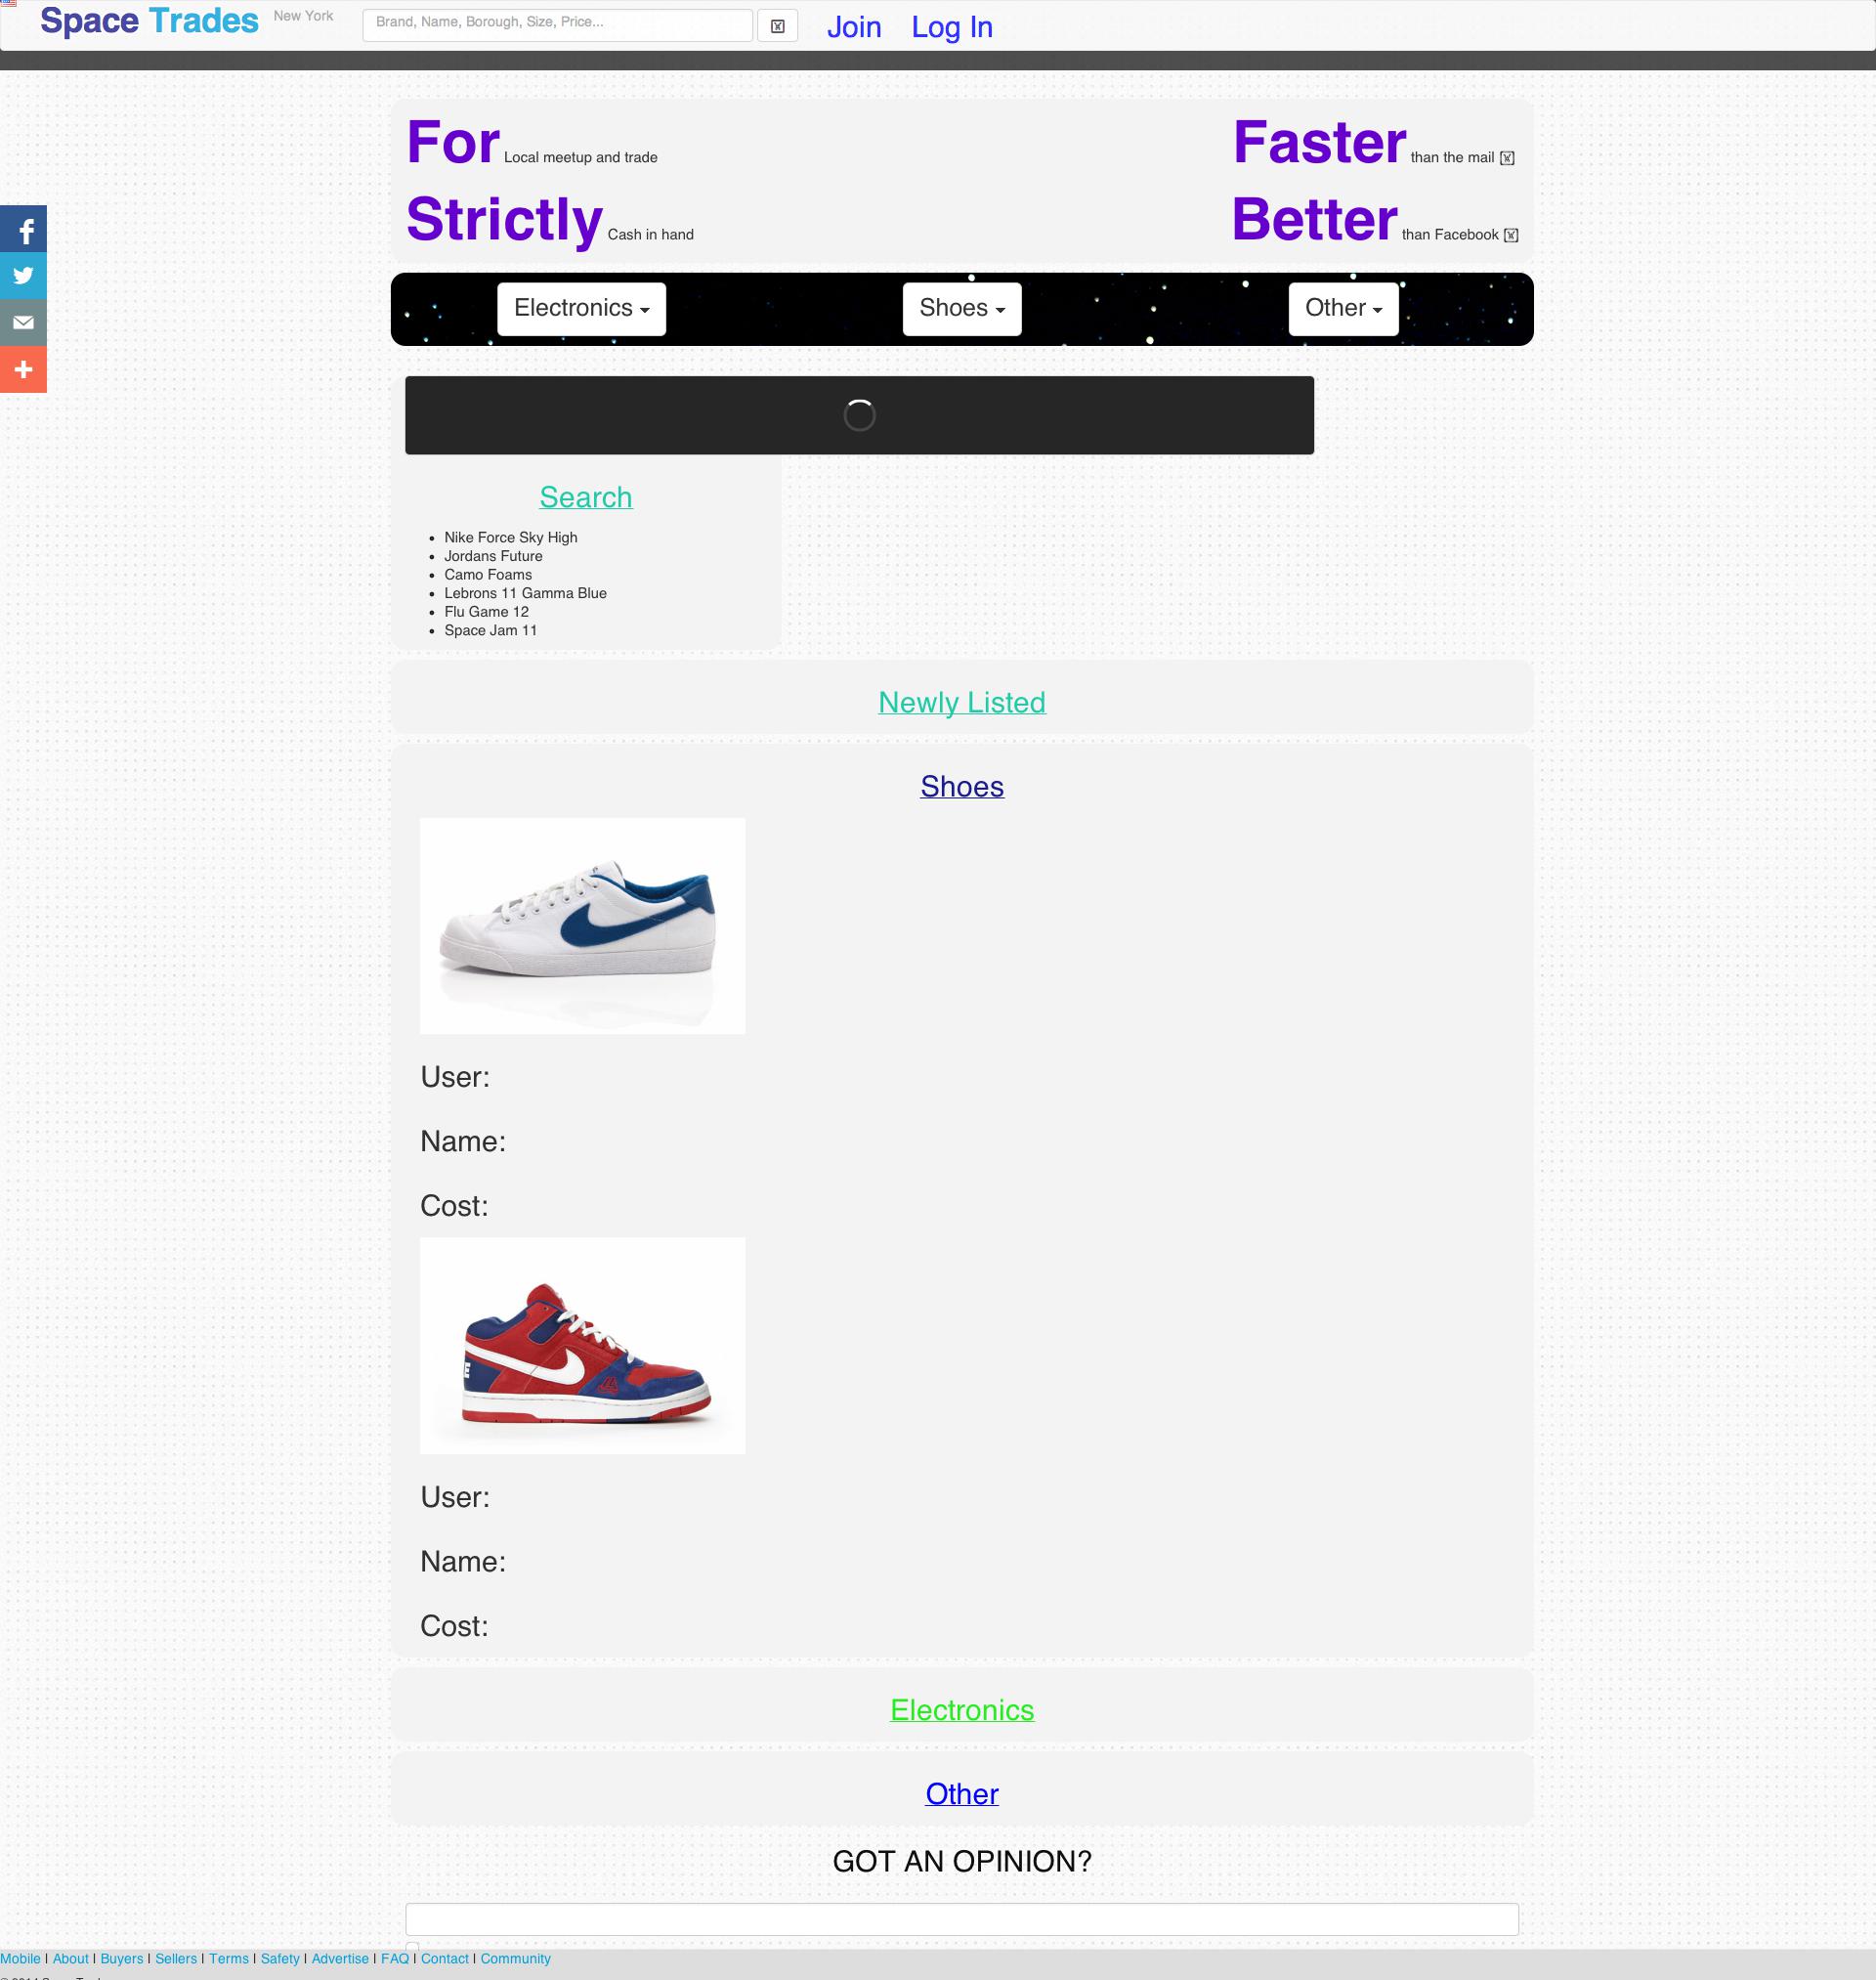 Space Trades New York Brand, Name, Borough, Size, Price... Join Log In
For Local meetup and trade
Faster than the mail
Strictly Cash in hand
Better than Facebook
Electronics Shoes Other
Search
Nike Force Sky High
Jordans Future
Camo Foams
Lebrons 11 Gamma Blue
Flu Game 12
Space Jam 11
Newly Listed
Shoes
User:
Name:
Cost:
User:
Name:
Cost:
Electronics
Other
GOT AN OPINION?
Mobile | About | Buyers | Sellers | Terms | Safety | Advertise | FAQ | Contact | Community